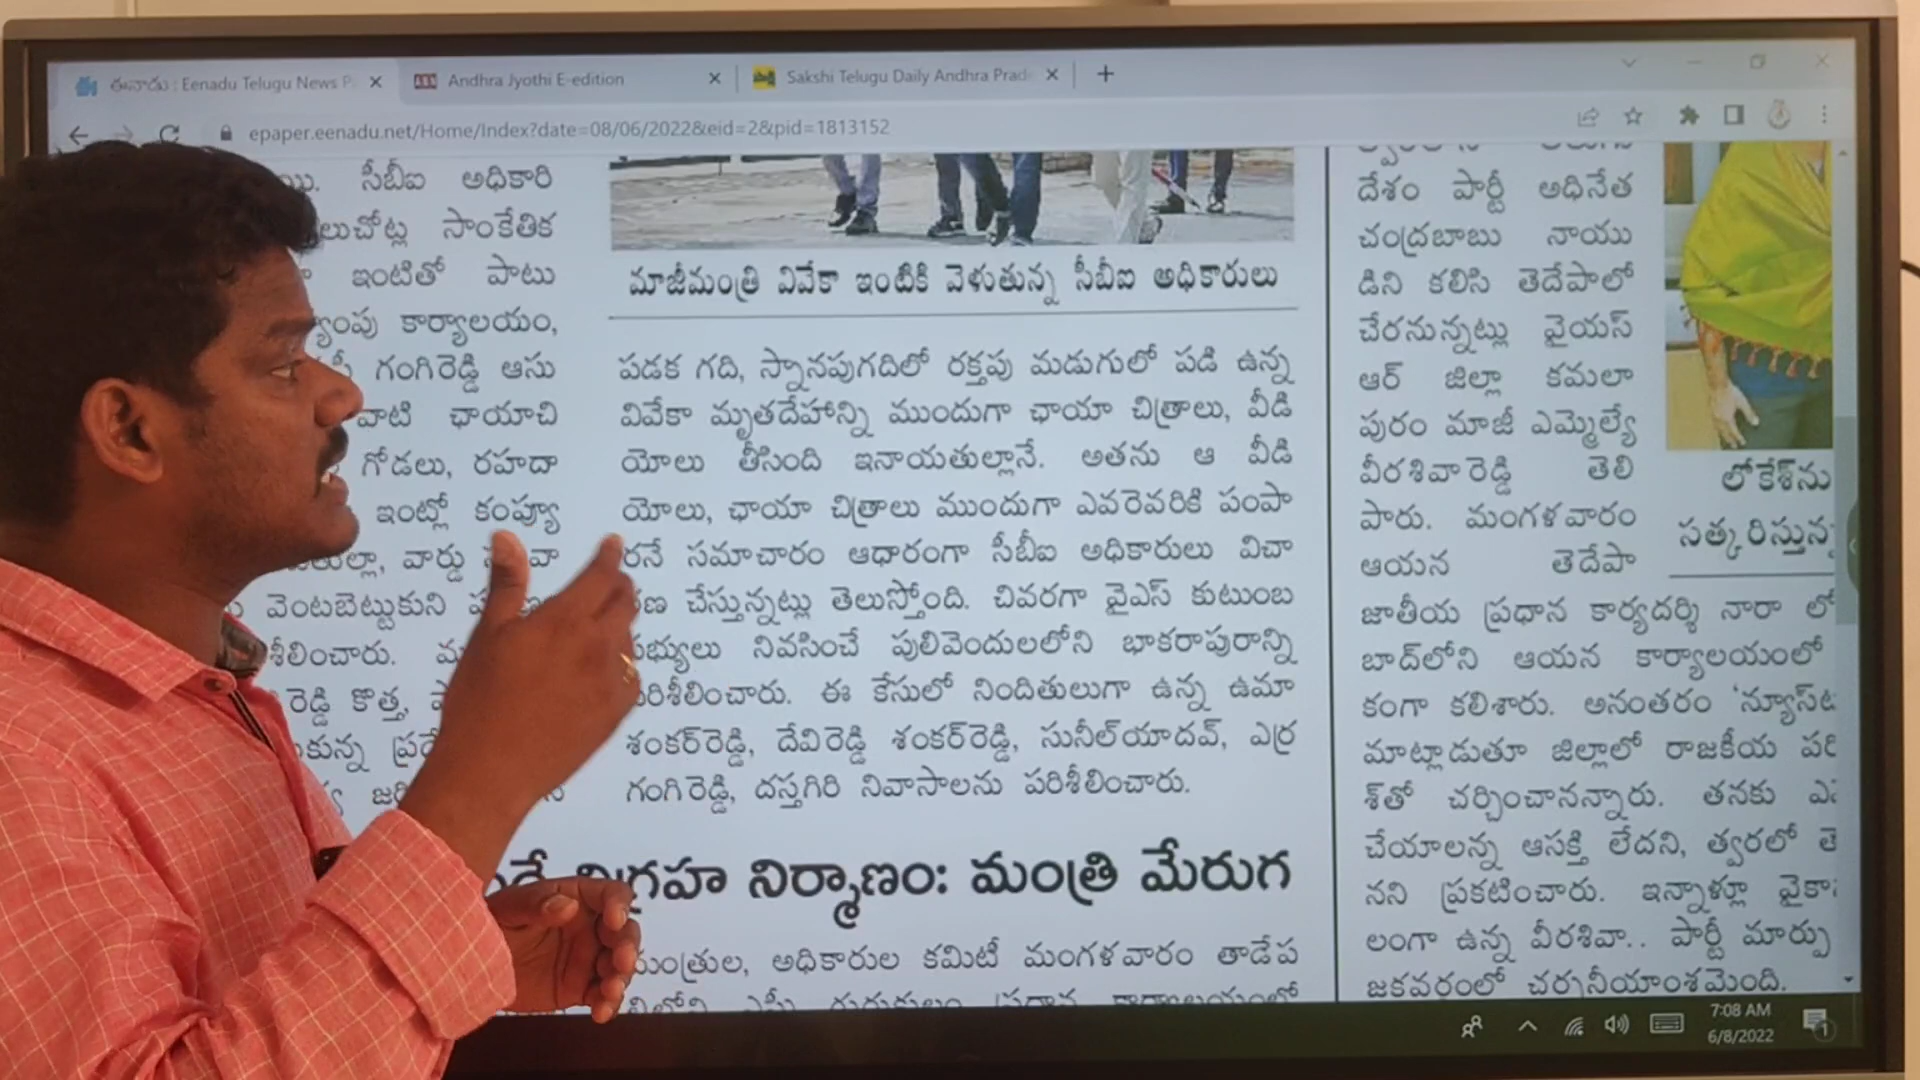 ఈనాడు : Eenadu Telugu News P
Andhra Jyothi E-edition
Sakshi Telugu Daily Andhra Prad
epaper.eenadu.net/Home/Index?date=08/06/2022&eid=2&pid=1813152
సీబీఐ అధికారి
సాంకేతిక
ఇంటితో పాటు
కార్యాలయం,
గంగిరెడ్డి ఆసు
వాటి ఛాయాచి
గోడలు, రహదా
ఇంట్లో కంప్యూ
వార్డు
వెంటబెట్టుకుని
శీలించారు.
రెడ్డి కొత్త,
మాజీమంత్రి వివేకా ఇంటికి వెళుతున్న సీబీఐ అధికారులు
పడక గది, స్నానపుగదిలో రక్తపు మడుగులో పడి ఉన్న
వివేకా మృతదేహాన్ని ముందుగా ఛాయా చిత్రాలు, వీడి
యోలు తీసింది ఇనాయతుల్లానే. అతను ఆ వీడి
యోలు, ఛాయా చిత్రాలు ముందుగా ఎవరెవరికి పంపా
రనే సమాచారం ఆధారంగా సీబీఐ అధికారులు విచా
రణ చేస్తున్నట్లు తెలుస్తోంది. చివరగా వైఎస్ కుటుంబ
సభ్యులు నివసించే పులివెందులలోని భాకరాపురాన్ని
పరిశీలించారు. ఈ కేసులో నిందితులుగా ఉన్న ఉమా
శంకర్‌రెడ్డి, దేవిరెడ్డి శంకర్‌రెడ్డి, సునీల్‌యాదవ్, ఎర్ర
గంగిరెడ్డి, దస్తగిరి నివాసాలను పరిశీలించారు.
విగ్రహ నిర్మాణం: మంత్రి మేరుగ
మంత్రుల, అధికారుల కమిటీ మంగళవారం తాడేప
దేశం పార్టీ అధినేత
చంద్రబాబు నాయు
డిని కలిసి తెదేపాలో
చేరనున్నట్లు వైయస్
ఆర్ జిల్లా కమలా
పురం మాజీ ఎమ్మెల్యే
వీరశివారెడ్డి తెలి
పారు. మంగళవారం
ఆయన తెదేపా
జాతీయ ప్రధాన కార్యదర్శి నారా లో
బాద్‌లోని ఆయన కార్యాలయంలో
కంగా కలిశారు. అనంతరం ‘న్యూస్‌ట
మాట్లాడుతూ జిల్లాలో రాజకీయ పరి
శ్‌తో చర్చించానన్నారు. తనకు ఎ
చేయాలన్న ఆసక్తి లేదని, త్వరలో తె
నని ప్రకటించారు. ఇన్నాళ్లూ వైకా
లంగా ఉన్న వీరశివా.. పార్టీ మార్పు
జకవర్గంలో చర్చనీయాంశమైంది.
లోకేశ్‌ను
సత్కరిస్తున్న
7:08 AM
6/8/2022